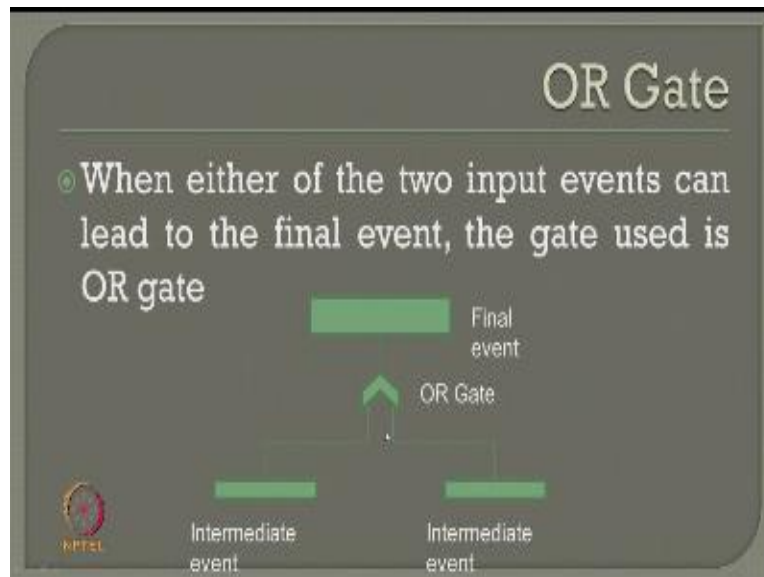 OR Gate
When either of the two input events can
lead to the final event, the gate used is
OR gate
Final
event
OR Gate
Intermediate
event
Intermediate
event
NPTEL